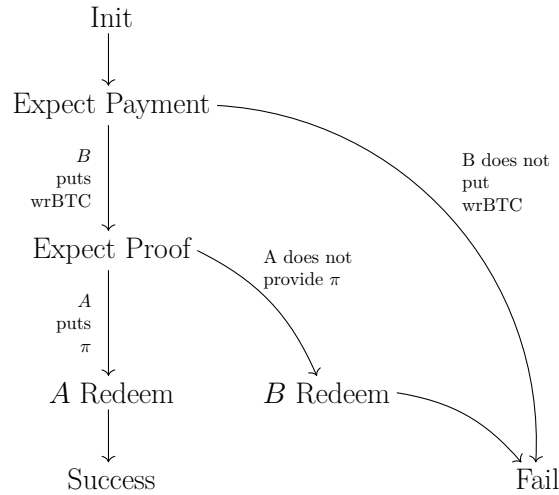 Init
Expect Payment
B
puts
wrBTC
B does not
put
wrBTC
Expect Proof
A does not
provide π
A
puts
π
A Redeem
B Redeem
Success
Fail